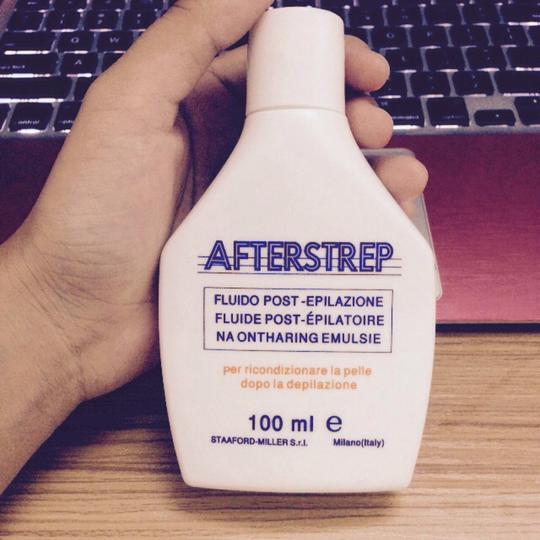 AFTERSTREP
FLUIDO POST-EPILAZIONE
FLUIDE POST-ÉPILATOIRE
NA ONTHARING EMULSIE
per ricondizionare la pelle
dopo la depilazione
100 ml ℮
STAAFORD-MILLER S.r.l. Milano(Italy)